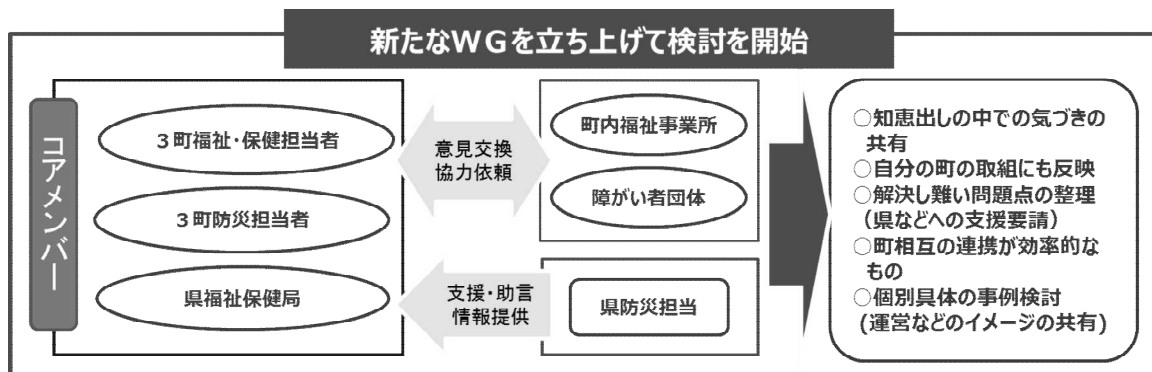 新たなWGを立ち上げて検討を開始
コアメンバー
3町福祉・保健担当者
3町防災担当者
県福祉保健局
意見交換
協力依頼
支援・助言
情報提供
町内福祉事業所
障がい者団体
県防災担当
○知恵出しの中での気づきの
共有
○自分の町の取組にも反映
○解決し難い問題点の整理
(県などへの支援要請)
○町相互の連携が効率的な
もの
○個別具体の事例検討
(運営などのイメージの共有)